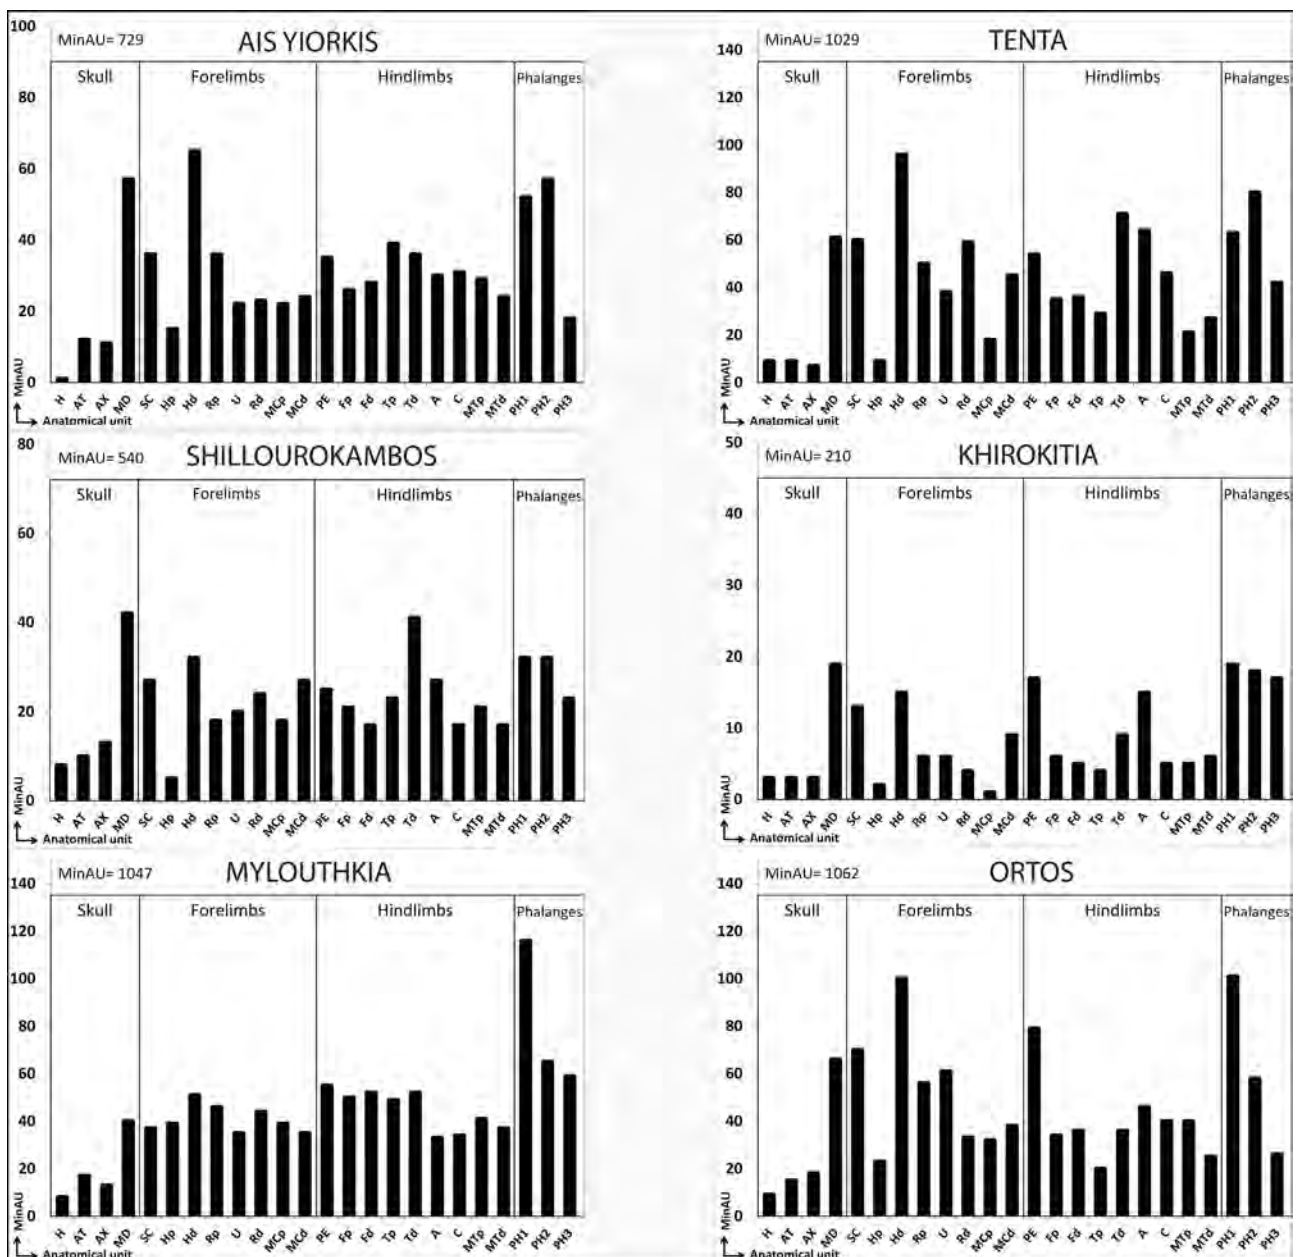 AIS YIORKIS
MinAU= 729
Skull Forelimbs Hindlimbs Phalanges
100
80
60
40
20
0
MinAU
H AT AX MD SC Hp Hd Rp U Rd MCp MCd PE Fp Fd Tp Td A C MTp MTd PH1 PH2 PH3
Anatomical unit
TENTA
MinAU= 1029
Skull Forelimbs Hindlimbs Phalanges
140
120
100
80
60
40
20
0
MinAU
H AT AX MD SC Hp Hd Rp U Rd MCp MCd PE Fp Fd Tp Td A C MTp MTd PH1 PH2 PH3
Anatomical unit
SHILLOUROKAMBOS
MinAU= 540
Skull Forelimbs Hindlimbs Phalanges
80
60
40
20
0
MinAU
H AT AX MD SC Hp Hd Rp U Rd MCp MCd PE Fp Fd Tp Td A C MTp MTd PH1 PH2 PH3
Anatomical unit
KHIROKITIA
MinAU= 210
Skull Forelimbs Hindlimbs Phalanges
50
40
30
20
10
0
MinAU
H AT AX MD SC Hp Hd Rp U Rd MCp MCd PE Fp Fd Tp Td A C MTp MTd PH1 PH2 PH3
Anatomical unit
MYLOUTHKIA
MinAU= 1047
Skull Forelimbs Hindlimbs Phalanges
140
120
100
80
60
40
20
0
MinAU
H AT AX MD SC Hp Hd Rp U Rd MCp MCd PE Fp Fd Tp Td A C MTp MTd PH1 PH2 PH3
Anatomical unit
ORTOS
MinAU= 1062
Skull Forelimbs Hindlimbs Phalanges
140
120
100
80
60
40
20
0
MinAU
H AT AX MD SC Hp Hd Rp U Rd MCp MCd PE Fp Fd Tp Td A C MTp MTd PH1 PH2 PH3
Anatomical unit